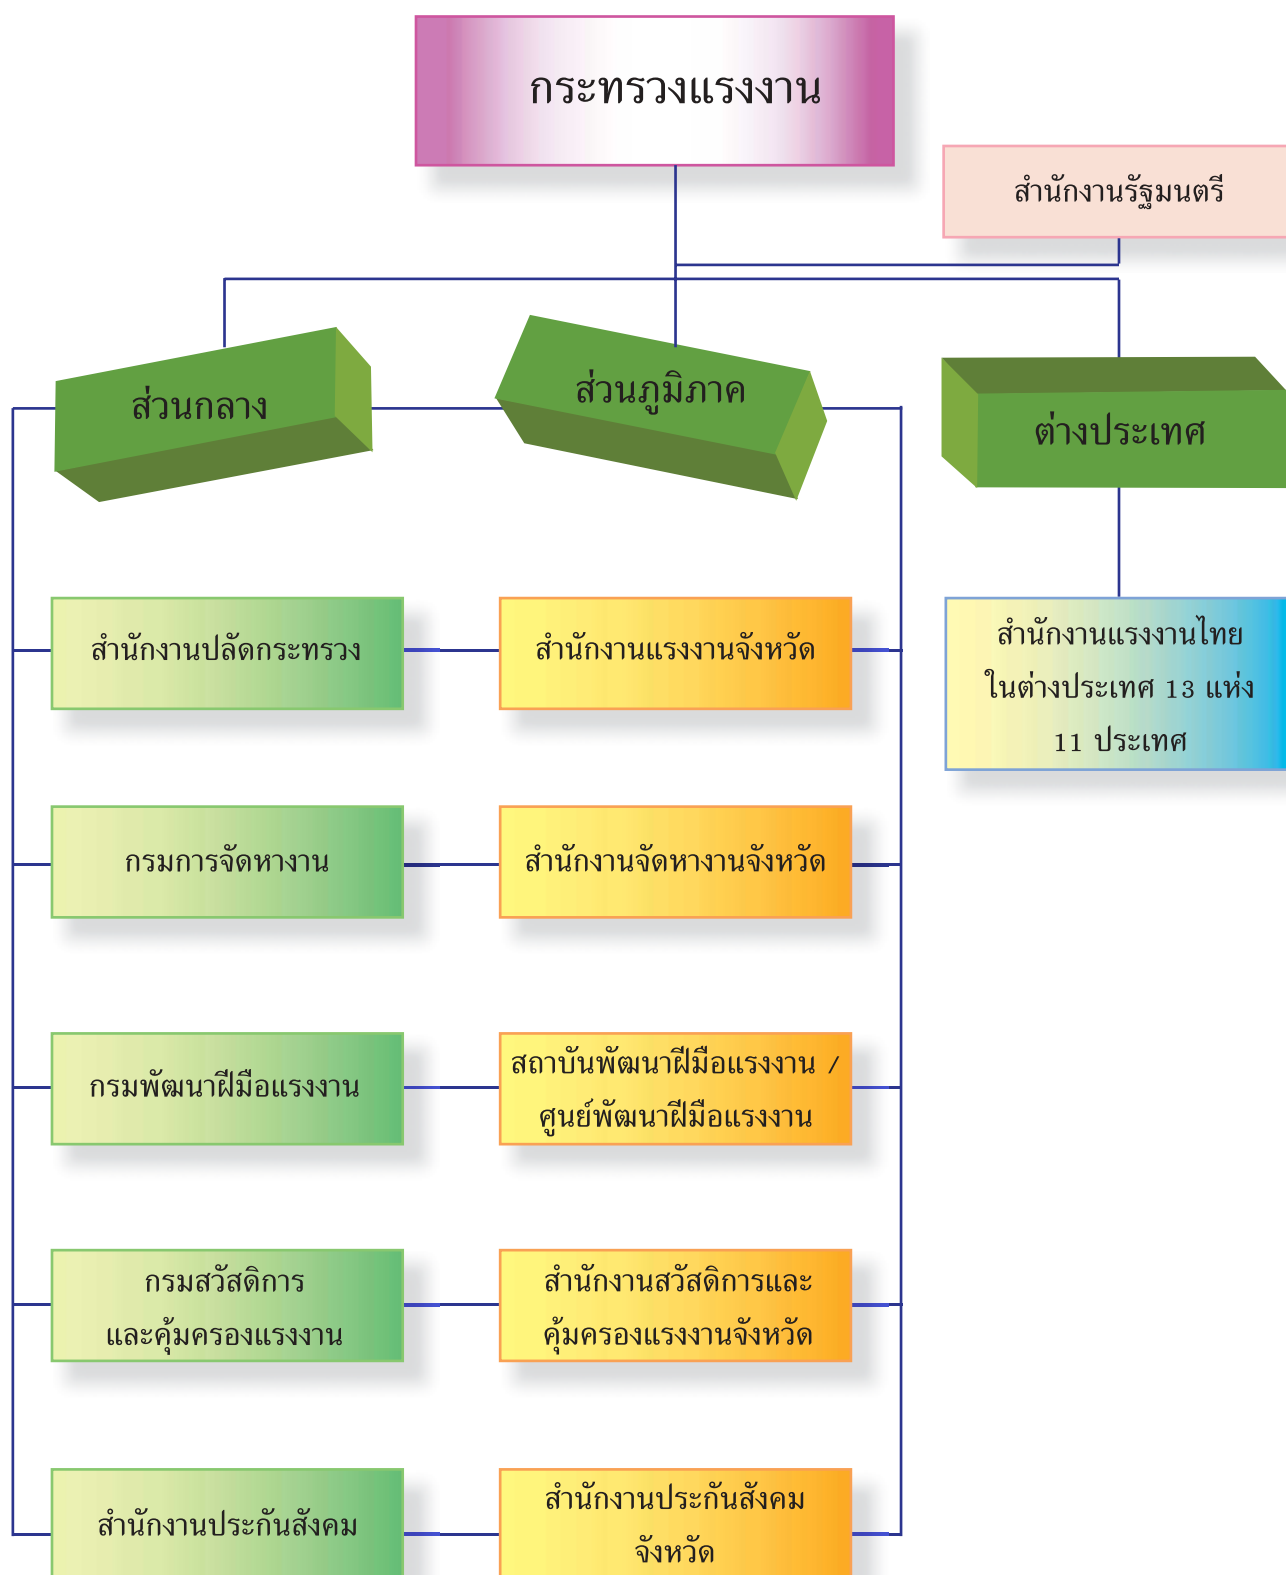 กระทรวงแรงงาน
สำนักงานรัฐมนตรี
ส่วนกลาง
ส่วนภูมิภาค
ต่างประเทศ
สำนักงานปลัดกระทรวง
สำนักงานแรงงานจังหวัด
สำนักงานแรงงานไทย
ในต่างประเทศ 13 แห่ง
11 ประเทศ
กรมการจัดหางาน
สำนักงานจัดหางานจังหวัด
กรมพัฒนาฝีมือแรงงาน
สถาบันพัฒนาฝีมือแรงงาน /
ศูนย์พัฒนาฝีมือแรงงาน
กรมสวัสดิการ
และคุ้มครองแรงงาน
สำนักงานสวัสดิการและ
คุ้มครองแรงงานจังหวัด
สำนักงานประกันสังคม
สำนักงานประกันสังคม
จังหวัด